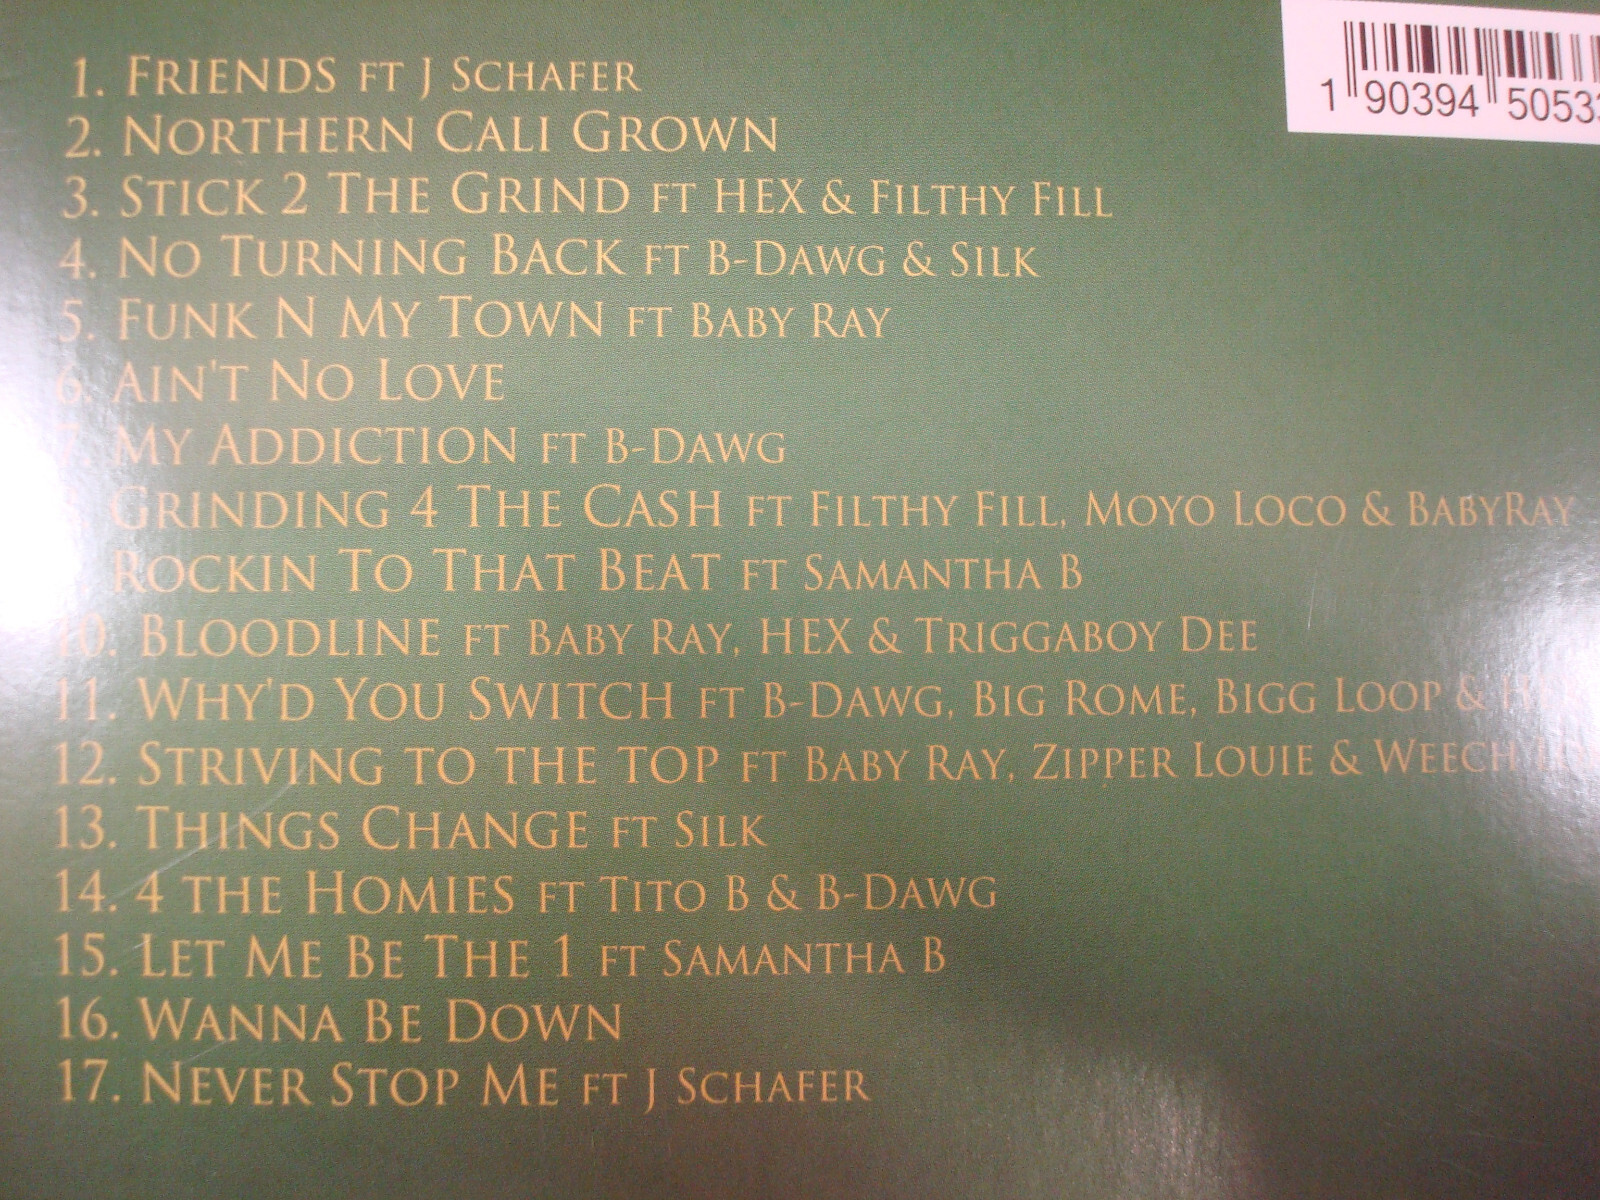 1. FRIENDS FT J SCHAFER
2. NORTHERN CALI GROWN
3. STICK 2 THE GRIND FT HEX & FILTHY FILL
4. NO TURNING BACK FT B-DAWG & SILK
5. FUNK N MY TOWN FT BABY RAY
6. AIN'T NO LOVE
7. MY ADDICTION FT B-DAWG
GRINDING 4 THE CASH FT FILTHY FILL, MOYO LOCO & BABYRAY
ROCKIN TO THAT BEAT FT SAMANTHA B
10. BLOODLINE FT BABY RAY, HEX & TRIGGABOY DEE
11. WHY'D YOU SWITCH FT B-DAWG, BIG ROME, BIGG LOOP &
12. STRIVING TO THE TOP FT BABY RAY, ZIPPER LOUIE &
13. THINGS CHANGE FT SILK
14. 4 THE HOMIES FT TITO B & B-DAWG
15. LET ME BE THE 1 FT SAMANTHA B
16. WANNA BE DOWN
17. NEVER STOP ME FT J SCHAFER
1 90394 5053